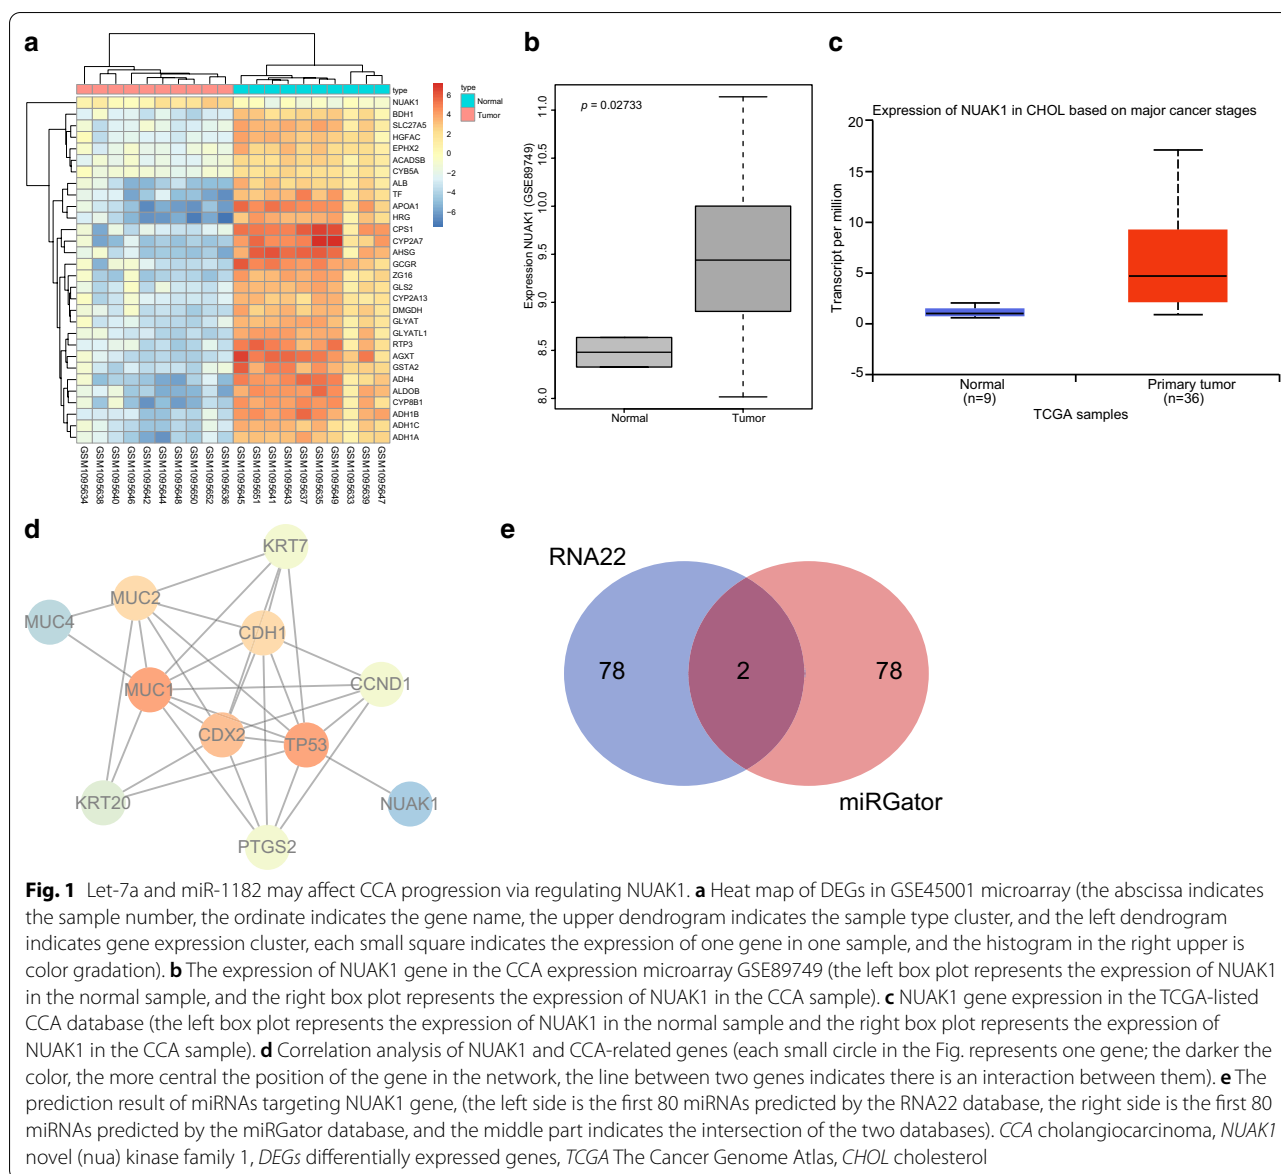 a
type
NUAK1
BDH1
SLC27A5
HGFAC
EPHX2
ACADSB
CYB5A
ALB
TF
APOA1
HRG
CPS1
CYP2A7
AHSG
GCGR
ZG16
GLS2
CYP2A13
DMGDH
GLYAT
GLYATL1
RTP3
AGXT
GSTA2
ADH4
ALDOB
CYP8B1
ADH1B
ADH1C
ADH1A
6
4
2
0
−2
−4
−6
type
Normal
Tumor
GSM1095634
GSM1095638
GSM1095640
GSM1095646
GSM1095642
GSM1095644
GSM1095648
GSM1095650
GSM1095652
GSM1095636
GSM1095645
GSM1095651
GSM1095641
GSM1095643
GSM1095637
GSM1095635
GSM1095649
GSM1095633
GSM1095639
GSM1095647
b
p = 0.02733
Expression NUAK1 (GSE89749)
11.0
10.5
10.0
9.5
9.0
8.5
8.0
Normal
Tumor
c
Expression of NUAK1 in CHOL based on major cancer stages
Transcript per million
20
15
10
5
0
-5
Normal
(n=9)
Primary tumor
(n=36)
TCGA samples
d
KRT7
MUC2
MUC4
CDH1
MUC1
CCND1
CDX2
TP53
KRT20
NUAK1
PTGS2
e
RNA22
78
2
78
miRGator
Fig. 1 Let-7a and miR-1182 may affect CCA progression via regulating NUAK1. a Heat map of DEGs in GSE45001 microarray (the abscissa indicates
the sample number, the ordinate indicates the gene name, the upper dendrogram indicates the sample type cluster, and the left dendrogram
indicates gene expression cluster, each small square indicates the expression of one gene in one sample, and the histogram in the right upper is
color gradation). b The expression of NUAK1 gene in the CCA expression microarray GSE89749 (the left box plot represents the expression of NUAK1
in the normal sample, and the right box plot represents the expression of NUAK1 in the CCA sample). c NUAK1 gene expression in the TCGA-listed
CCA database (the left box plot represents the expression of NUAK1 in the normal sample and the right box plot represents the expression of
NUAK1 in the CCA sample). d Correlation analysis of NUAK1 and CCA-related genes (each small circle in the Fig. represents one gene; the darker the
color, the more central the position of the gene in the network, the line between two genes indicates there is an interaction between them). e The
prediction result of miRNAs targeting NUAK1 gene, (the left side is the first 80 miRNAs predicted by the RNA22 database, the right side is the first 80
miRNAs predicted by the miRGator database, and the middle part indicates the intersection of the two databases). CCA cholangiocarcinoma, NUAK1
novel (nua) kinase family 1, DEGs differentially expressed genes, TCGA The Cancer Genome Atlas, CHOL cholesterol